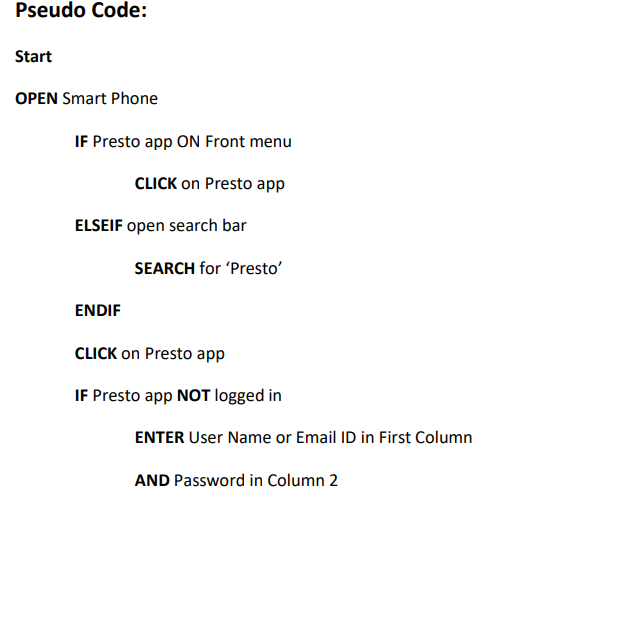 Pseudo Code:
Start
OPEN Smart Phone
IF Presto app ON Front menu
CLICK on Presto app
ELSEIF open search bar
SEARCH for ‘Presto’
ENDIF
CLICK on Presto app
IF Presto app NOT logged in
ENTER User Name or Email ID in First Column
AND Password in Column 2